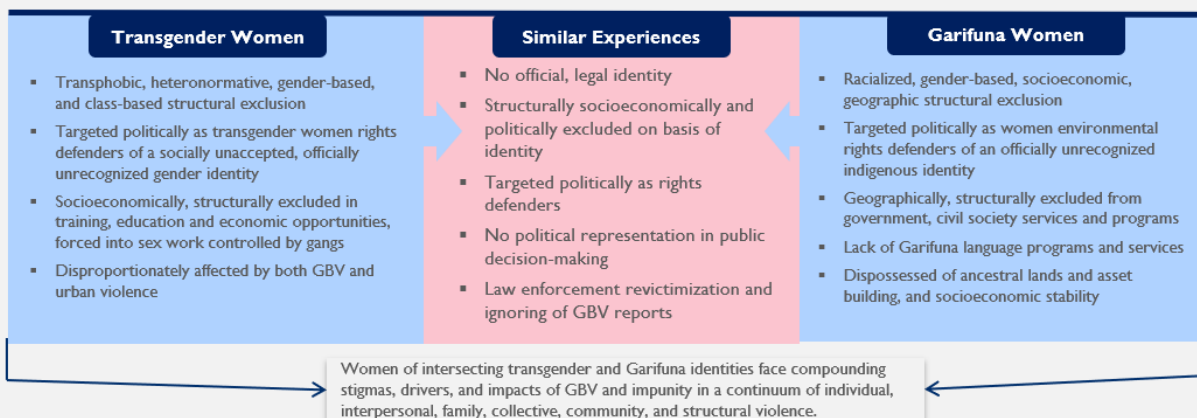 Transgender Women
▪ Transphobic, heteronormative, gender-based,
and class-based structural exclusion
▪ Targeted politically as transgender women rights
defenders of a socially unaccepted, officially
unrecognized gender identity
▪ Socioeconomically, structurally excluded in
training, education and economic opportunities,
forced into sex work controlled by gangs
▪ Disproportionately affected by both GBV and
urban violence
Similar Experiences
▪ No official, legal identity
▪ Structurally socioeconomically and
politically excluded on basis of
identity
▪ Targeted politically as rights
defenders
▪ No political representation in public
decision-making
▪ Law enforcement revictimization and
ignoring of GBV reports
Garifuna Women
▪ Racialized, gender-based, socioeconomic,
geographic structural exclusion
▪ Targeted politically as women environmental
rights defenders of an officially unrecognized
indigenous identity
▪ Geographically, structurally excluded from
government, civil society services and programs
▪ Lack of Garifuna language programs and services
▪ Dispossessed of ancestral lands and asset
building, and socioeconomic stability
Women of intersecting transgender and Garifuna identities face compounding
stigmas, drivers, and impacts of GBV and impunity in a continuum of individual,
interpersonal, family, collective, community, and structural violence.